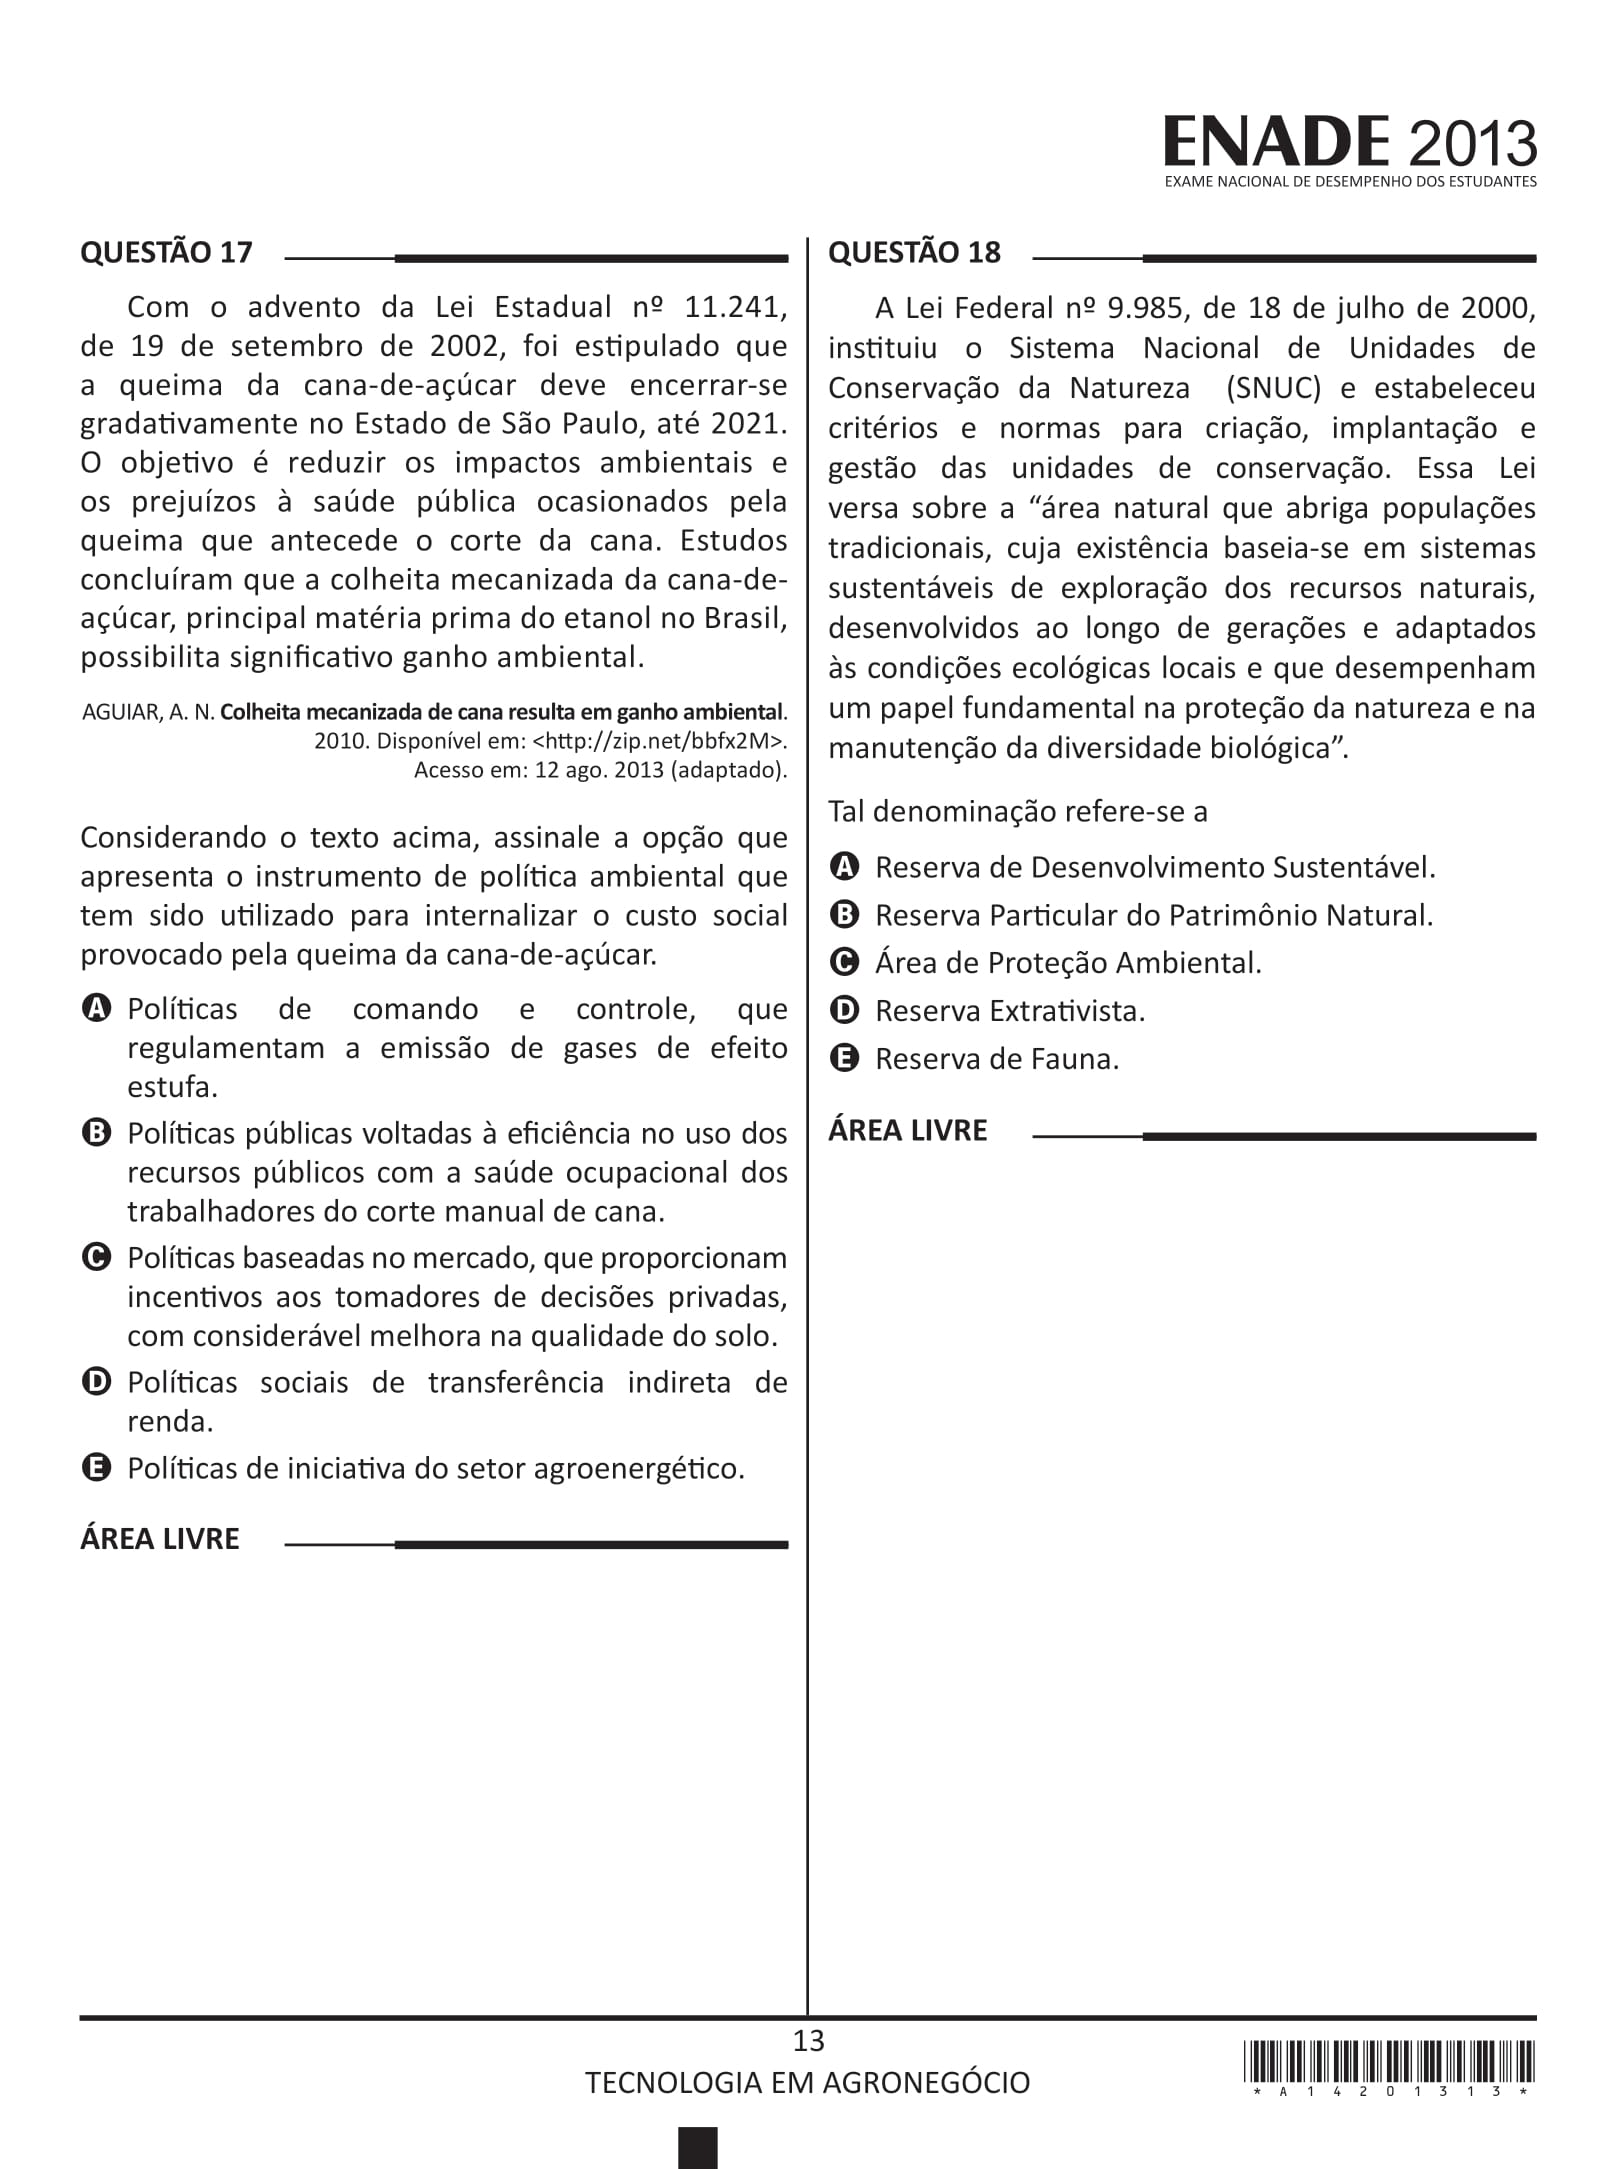 ENADE 2013
EXAME NACIONAL DE DESEMPENHO DOS ESTUDANTES
QUESTÃO 17
Com o advento da Lei Estadual nº 11.241,
de 19 de setembro de 2002, foi estipulado que
a queima da cana-de-açúcar deve encerrar-se
gradativamente no Estado de São Paulo, até 2021.
O objetivo é reduzir os impactos ambientais e
os prejuízos à saúde pública ocasionados pela
queima que antecede o corte da cana. Estudos
concluíram que a colheita mecanizada da cana-de-
açúcar, principal matéria prima do etanol no Brasil,
possibilita significativo ganho ambiental.
AGUIAR, A. N. Colheita mecanizada de cana resulta em ganho ambiental.
2010. Disponível em: <http://zip.net/bbfx2M>.
Acesso em: 12 ago. 2013 (adaptado).
Considerando o texto acima, assinale a opção que
apresenta o instrumento de política ambiental que
tem sido utilizado para internalizar o custo social
provocado pela queima da cana-de-açúcar.
A Políticas de comando e controle, que
regulamentam a emissão de gases de efeito
estufa.
B Políticas públicas voltadas à eficiência no uso dos
recursos públicos com a saúde ocupacional dos
trabalhadores do corte manual de cana.
C Políticas baseadas no mercado, que proporcionam
incentivos aos tomadores de decisões privadas,
com considerável melhora na qualidade do solo.
D Políticas sociais de transferência indireta de
renda.
E Políticas de iniciativa do setor agroenergético.
ÁREA LIVRE
QUESTÃO 18
A Lei Federal nº 9.985, de 18 de julho de 2000,
instituiu o Sistema Nacional de Unidades de
Conservação da Natureza (SNUC) e estabeleceu
critérios e normas para criação, implantação e
gestão das unidades de conservação. Essa Lei
versa sobre a “área natural que abriga populações
tradicionais, cuja existência baseia-se em sistemas
sustentáveis de exploração dos recursos naturais,
desenvolvidos ao longo de gerações e adaptados
às condições ecológicas locais e que desempenham
um papel fundamental na proteção da natureza e na
manutenção da diversidade biológica”.
Tal denominação refere-se a
A Reserva de Desenvolvimento Sustentável.
B Reserva Particular do Patrimônio Natural.
C Área de Proteção Ambiental.
D Reserva Extrativista.
E Reserva de Fauna.
ÁREA LIVRE
13
TECNOLOGIA EM AGRONEGÓCIO
*A14201313*